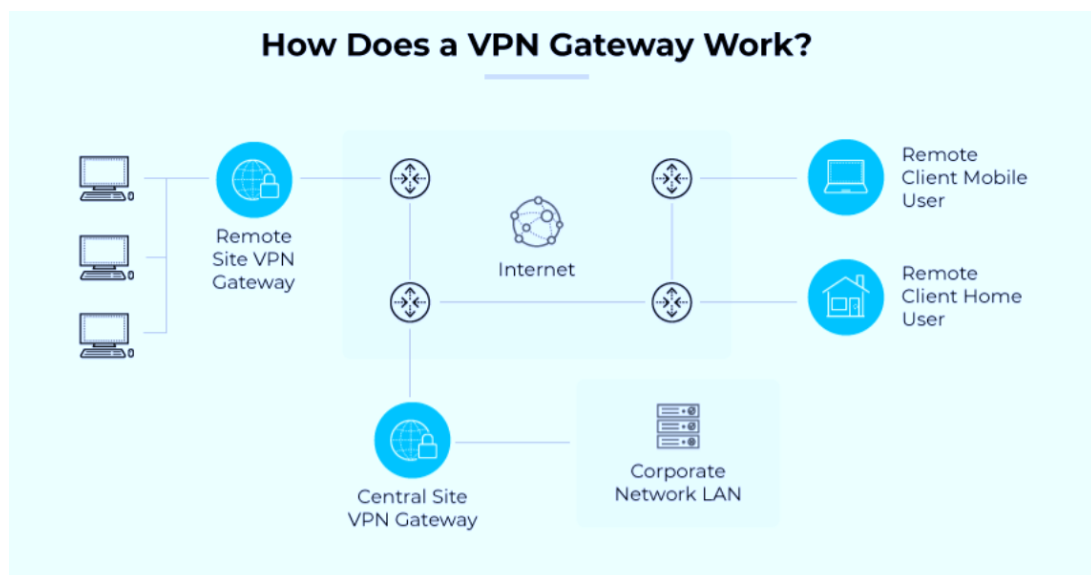 How Does a VPN Gateway Work?
Remote
Site VPN
Gateway
Internet
Remote
Client Mobile
User
Remote
Client Home
User
Central Site
VPN Gateway
Corporate
Network LAN